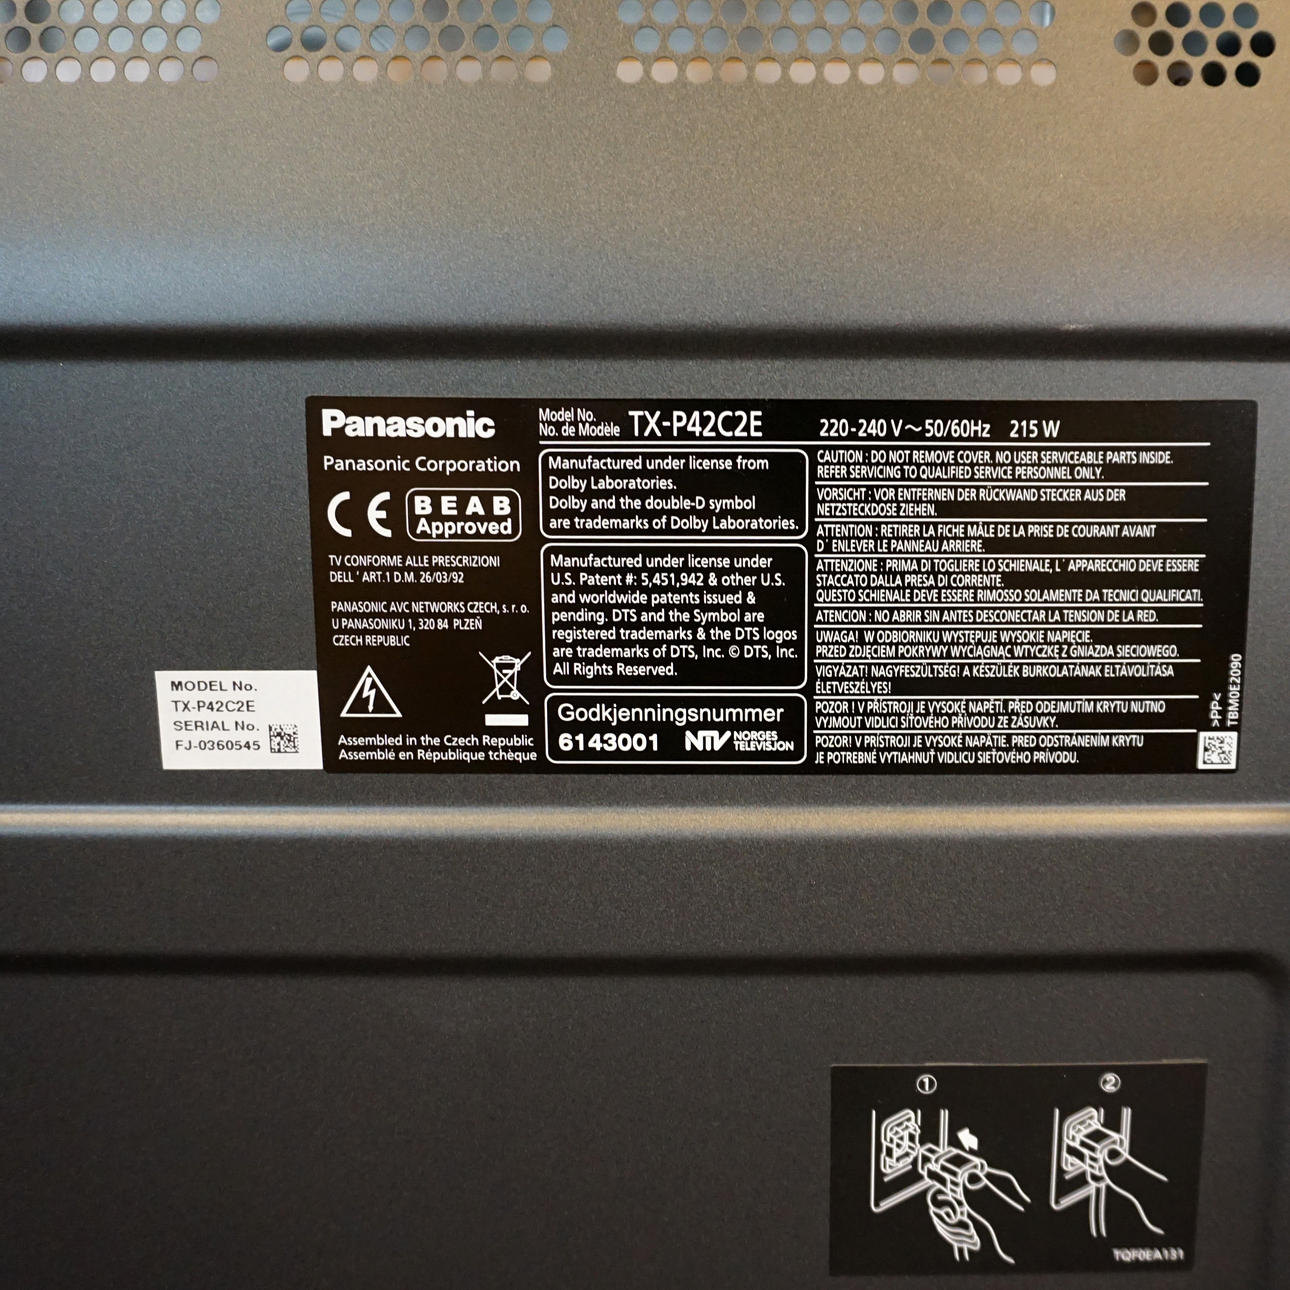 Panasonic
Model No.
No. de Modèle TX-P42C2E
220-240 V~50/60Hz 215 W
Panasonic Corporation
CE
BEAB
Approved
TV CONFORME ALLE PRESCRIZIONI
DELL'ART.1 D.M. 26/03/92
PANASONIC AVC NETWORKS CZECH, s. r. o.
U PANASONIKU 1, 320 84 PLZEŇ
CZECH REPUBLIC
Assembled in the Czech Republic
Assemblé en République tchèque
Manufactured under license from
Dolby Laboratories.
Dolby and the double-D symbol
are trademarks of Dolby Laboratories.
Manufactured under license under
U.S. Patent #: 5,451,942 & other U.S.
and worldwide patents issued &
pending. DTS and the Symbol are
registered trademarks & the DTS logos
are trademarks of DTS, Inc. © DTS, Inc.
All Rights Reserved.
Godkjenningsnummer
6143001 NTV NORGES
TELEVISJON
CAUTION : DO NOT REMOVE COVER. NO USER SERVICEABLE PARTS INSIDE.
REFER SERVICING TO QUALIFIED SERVICE PERSONNEL ONLY.
VORSICHT : VOR ENTFERNEN DER RÜCKWAND STECKER AUS DER
NETZSTECKDOSE ZIEHEN.
ATTENTION : RETIRER LA FICHE MÂLE DE LA PRISE DE COURANT AVANT
D' ENLEVER LE PANNEAU ARRIERE.
ATTENZIONE : PRIMA DI TOGLIERE LO SCHIENALE, L' APPARECCHIO DEVE ESSERE
STACCATO DALLA PRESA DI CORRENTE.
QUESTO SCHIENALE DEVE ESSERE RIMOSSO SOLAMENTE DA TECNICI QUALIFICATI.
ATENCION : NO ABRIR SIN ANTES DESCONECTAR LA TENSION DE LA RED.
UWAGA! W ODBIORNIKU WYSTĘPUJE WYSOKIE NAPIĘCIE.
PRZED ZDJĘCIEM POKRYWY WYCIĄGNĄĆ WTYCZKĘ Z GNIAZDA SIECIOWEGO.
VIGYÁZAT! NAGYFESZÜLTSÉG! A KÉSZÜLÉK BURKOLATÁNAK ELTÁVOLÍTÁSA
ÉLETVESZÉLYES!
POZOR ! V PŘÍSTROJI JE VYSOKÉ NAPĚTÍ. PŘED ODEJMUTÍM KRYTU NUTNO
VYJMOUT VIDLICI SÍŤOVÉHO PŘÍVODU ZE ZÁSUVKY.
POZOR! V PRÍSTROJI JE VYSOKÉ NAPÄTIE. PRED ODSTRÁNENÍM KRYTU
JE POTREBNÉ VYTIAHNUŤ VIDLICU SIEŤOVÉHO PRÍVODU.
>PP<
TBM0E2090
MODEL No.
TX-P42C2E
SERIAL No.
FJ-0360545
① ②
TQF0EA131